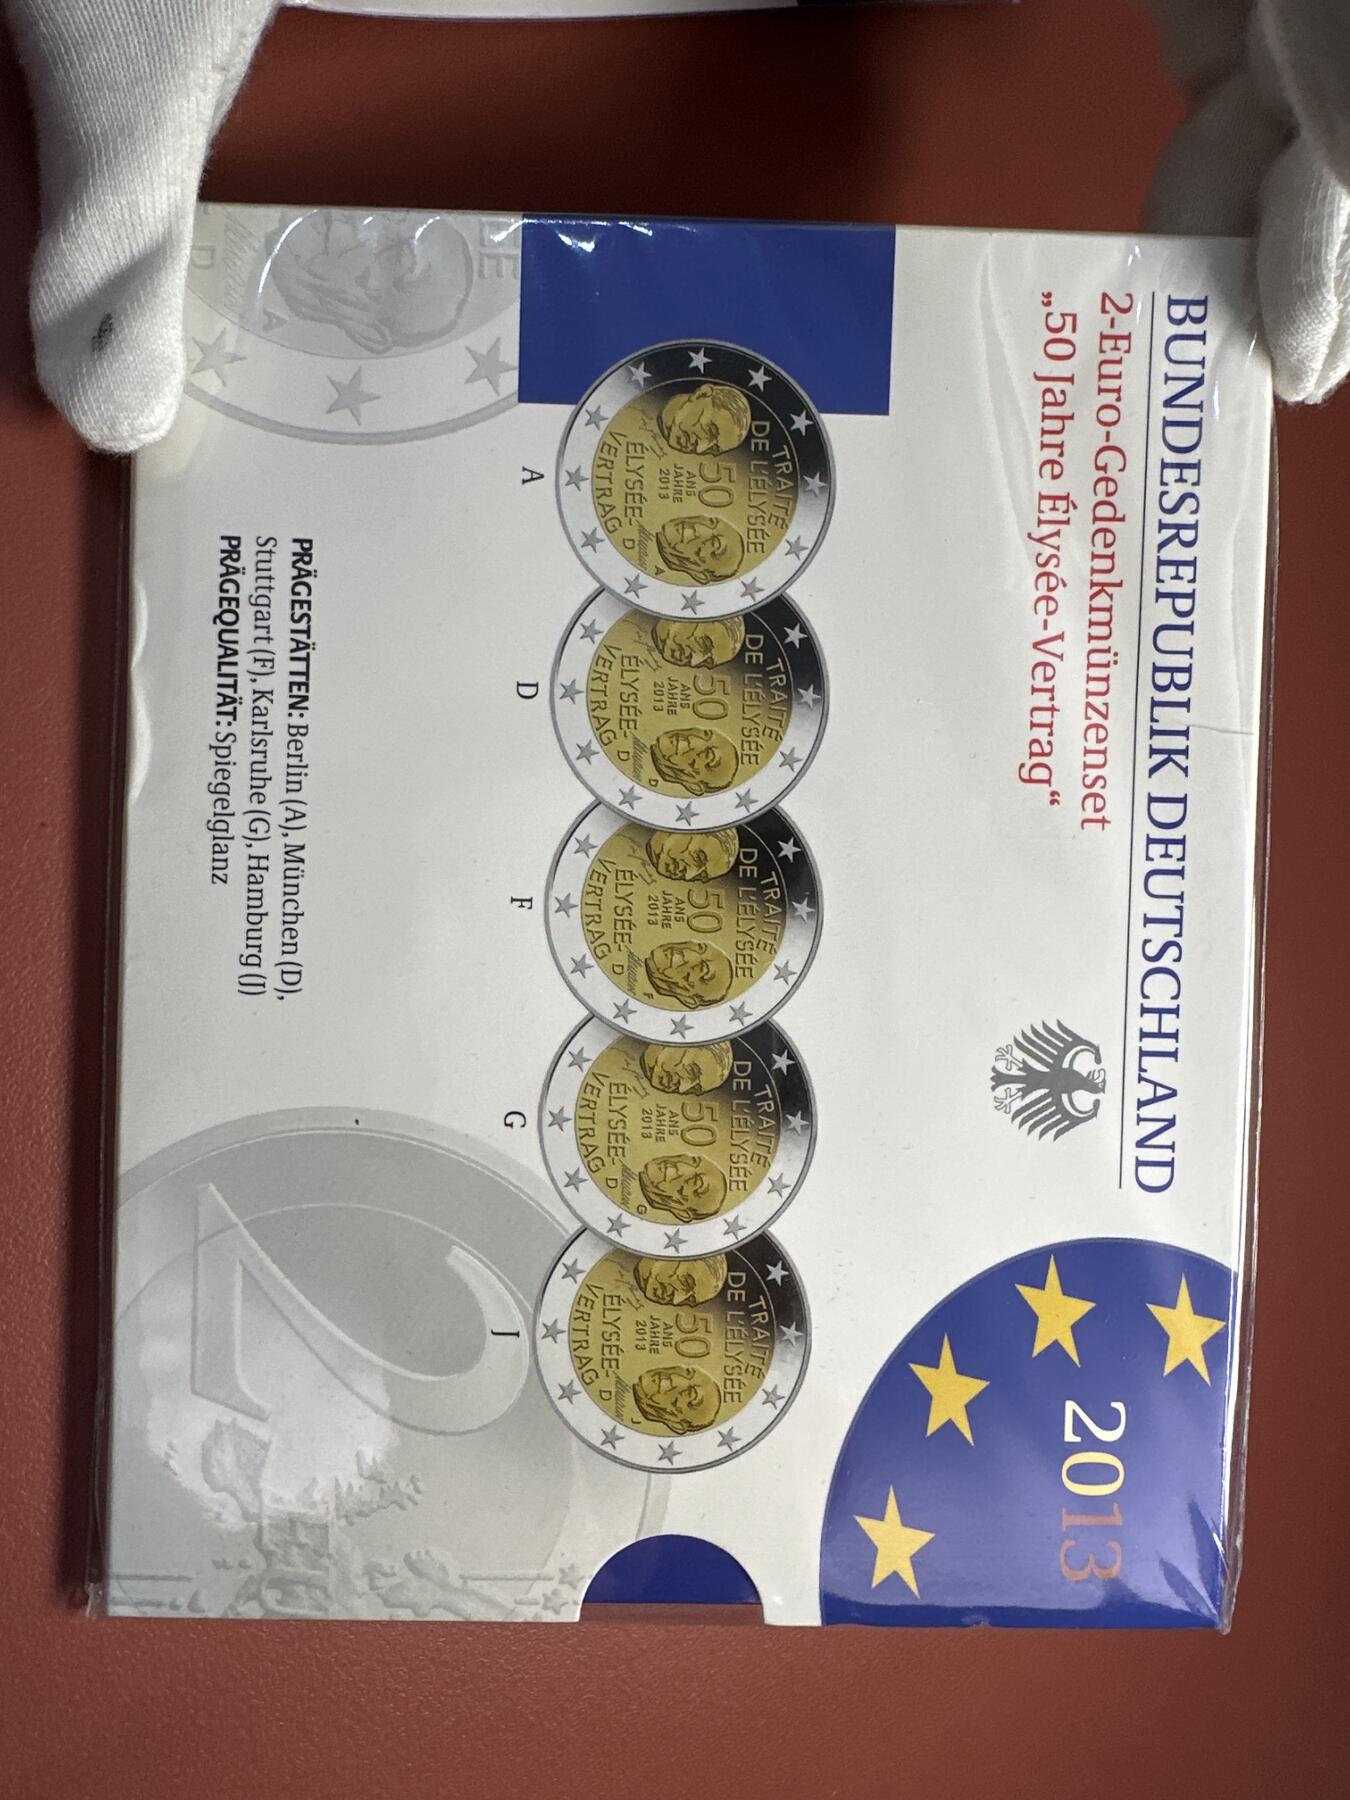 BUNDESREPUBLIK DEUTSCHLAND
2-Euro-Gedenkmünzenset
„50 Jahre Élysée-Vertrag“
2013
TRAITÉ
DE L'ÉLYSÉE
50
ANS
JAHRE
2013
ÉLYSÉE-
VERTRAG
D
A
TRAITÉ
DE L'ÉLYSÉE
50
ANS
JAHRE
2013
ÉLYSÉE-
VERTRAG
D
D
TRAITÉ
DE L'ÉLYSÉE
50
ANS
JAHRE
2013
ÉLYSÉE-
VERTRAG
D
F
TRAITÉ
DE L'ÉLYSÉE
50
ANS
JAHRE
2013
ÉLYSÉE-
VERTRAG
D
G
TRAITÉ
DE L'ÉLYSÉE
50
ANS
JAHRE
2013
ÉLYSÉE-
VERTRAG
D
J
A
D
F
G
J
PRÄGESTÄTTEN: Berlin (A), München (D),
Stuttgart (F), Karlsruhe (G), Hamburg (J)
PRÄGEQUALITÄT: Spiegelglanz
2